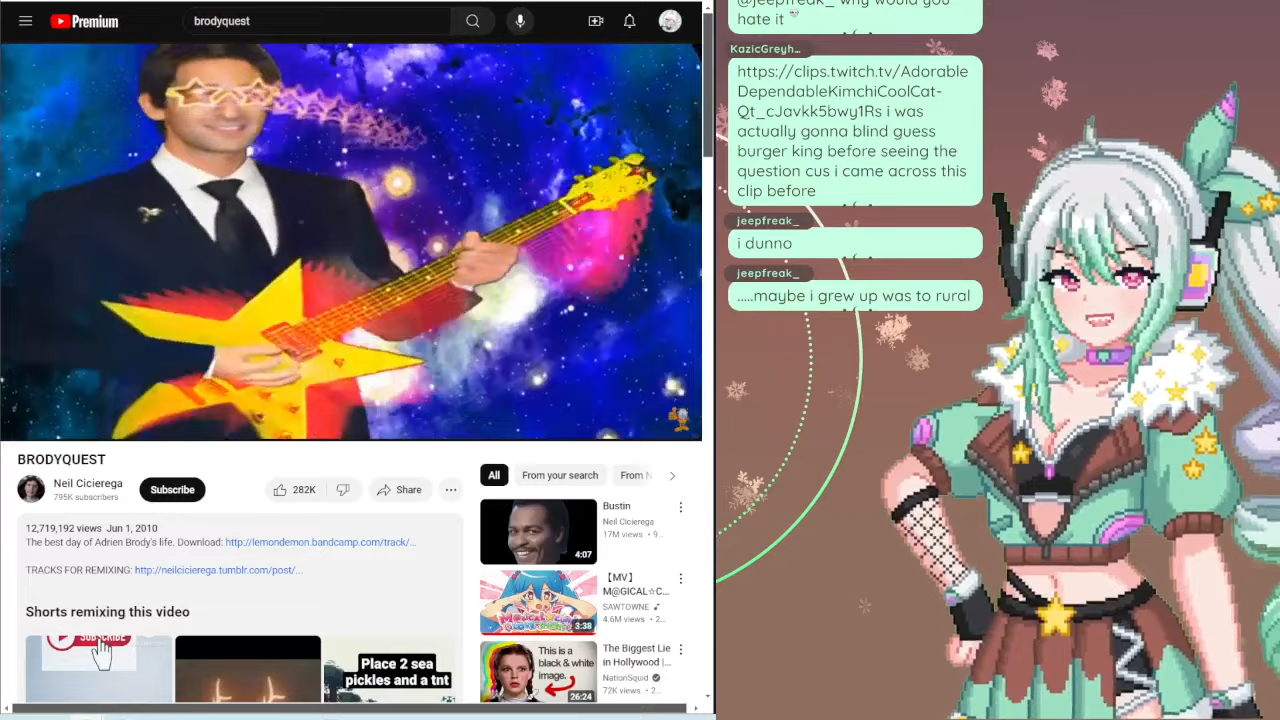 Premium
brodyquest
BRODYQUEST
Neil Cicierega
795K subscribers
Subscribe
282K
Share
12,719,192 views Jun 1, 2010
The best day of Adrien Brody's life. Download: http://lemondemon.bandcamp.com/track/...
TRACKS FOR REMIXING: http://neilcicierega.tumblr.com/post/...
Shorts remixing this video
SUBSCRIBE
Place 2 sea
pickles and a tnt
All
From your search
From N
4:07
Bustin
Neil Cicierega
17M views • 9...
3:38
【MV】
M@GICAL☆C...
SAWTOWNE
4.6M views • 2...
This is a
black & white
image.
26:24
The Biggest Lie
in Hollywood |...
NationSquid
72K views • 2...
@jeepfreak_ why would you
hate it
KazicGreyh...
https://clips.twitch.tv/Adorable
DependableKimchiCoolCat-
Qt_cJavkk5bwy1Rs i was
actually gonna blind guess
burger king before seeing the
question cus i came across this
clip before
jeepfreak_
i dunno
jeepfreak_
.....maybe i grew up was to rural